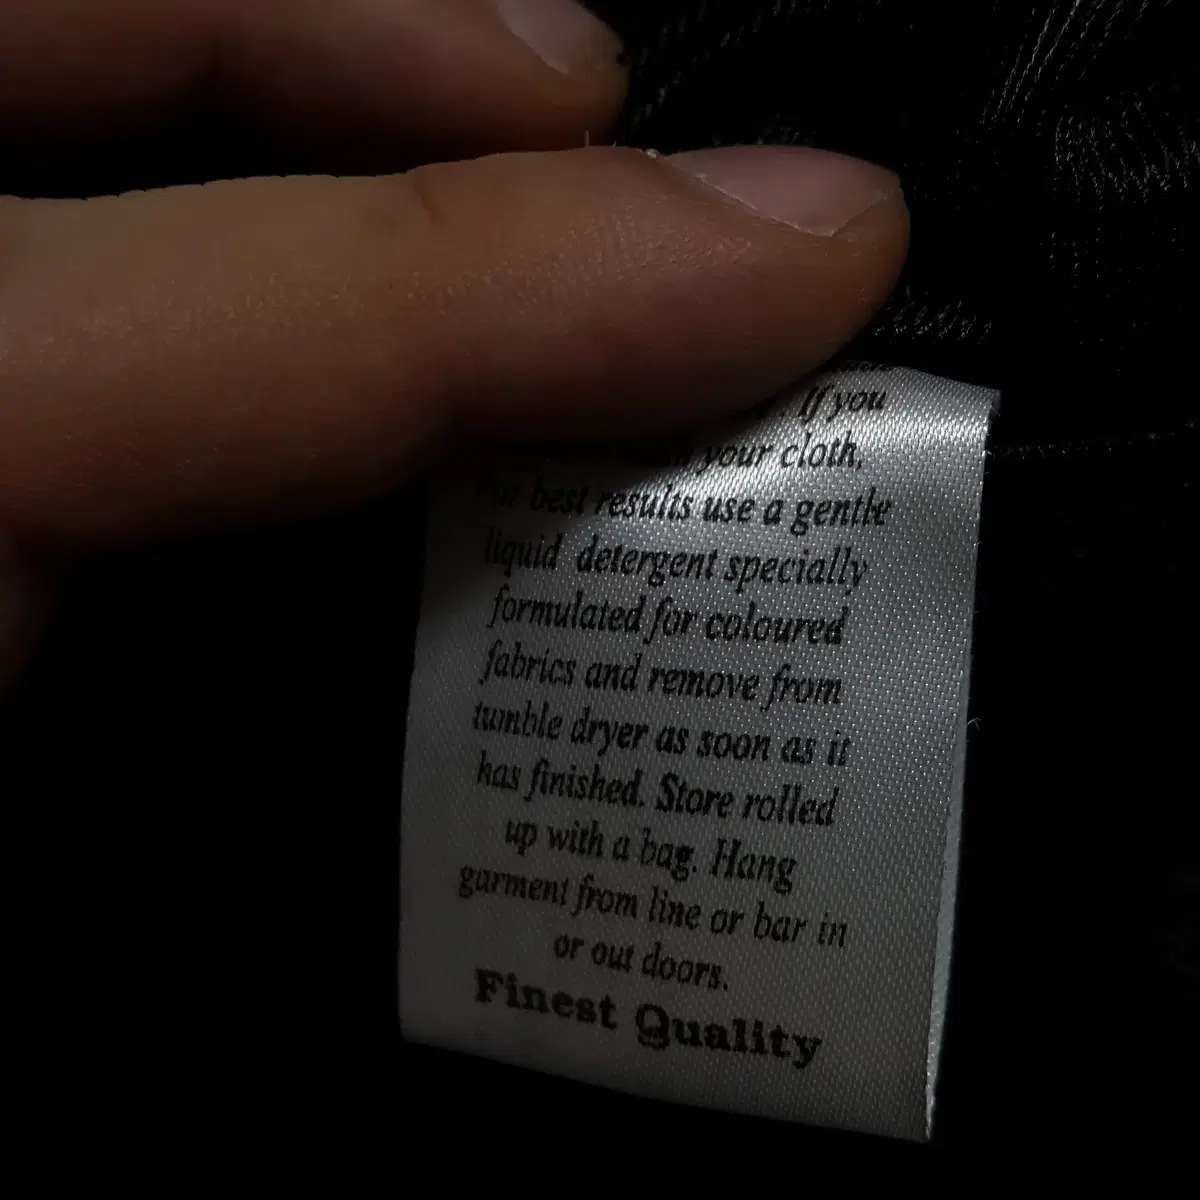 If you
your cloth,
best results use a gentle
liquid detergent specially
formulated for coloured
fabrics and remove from
tumble dryer as soon as it
has finished. Store rolled
up with a bag. Hang
garment from line or bar in
or out doors.
Finest Quality